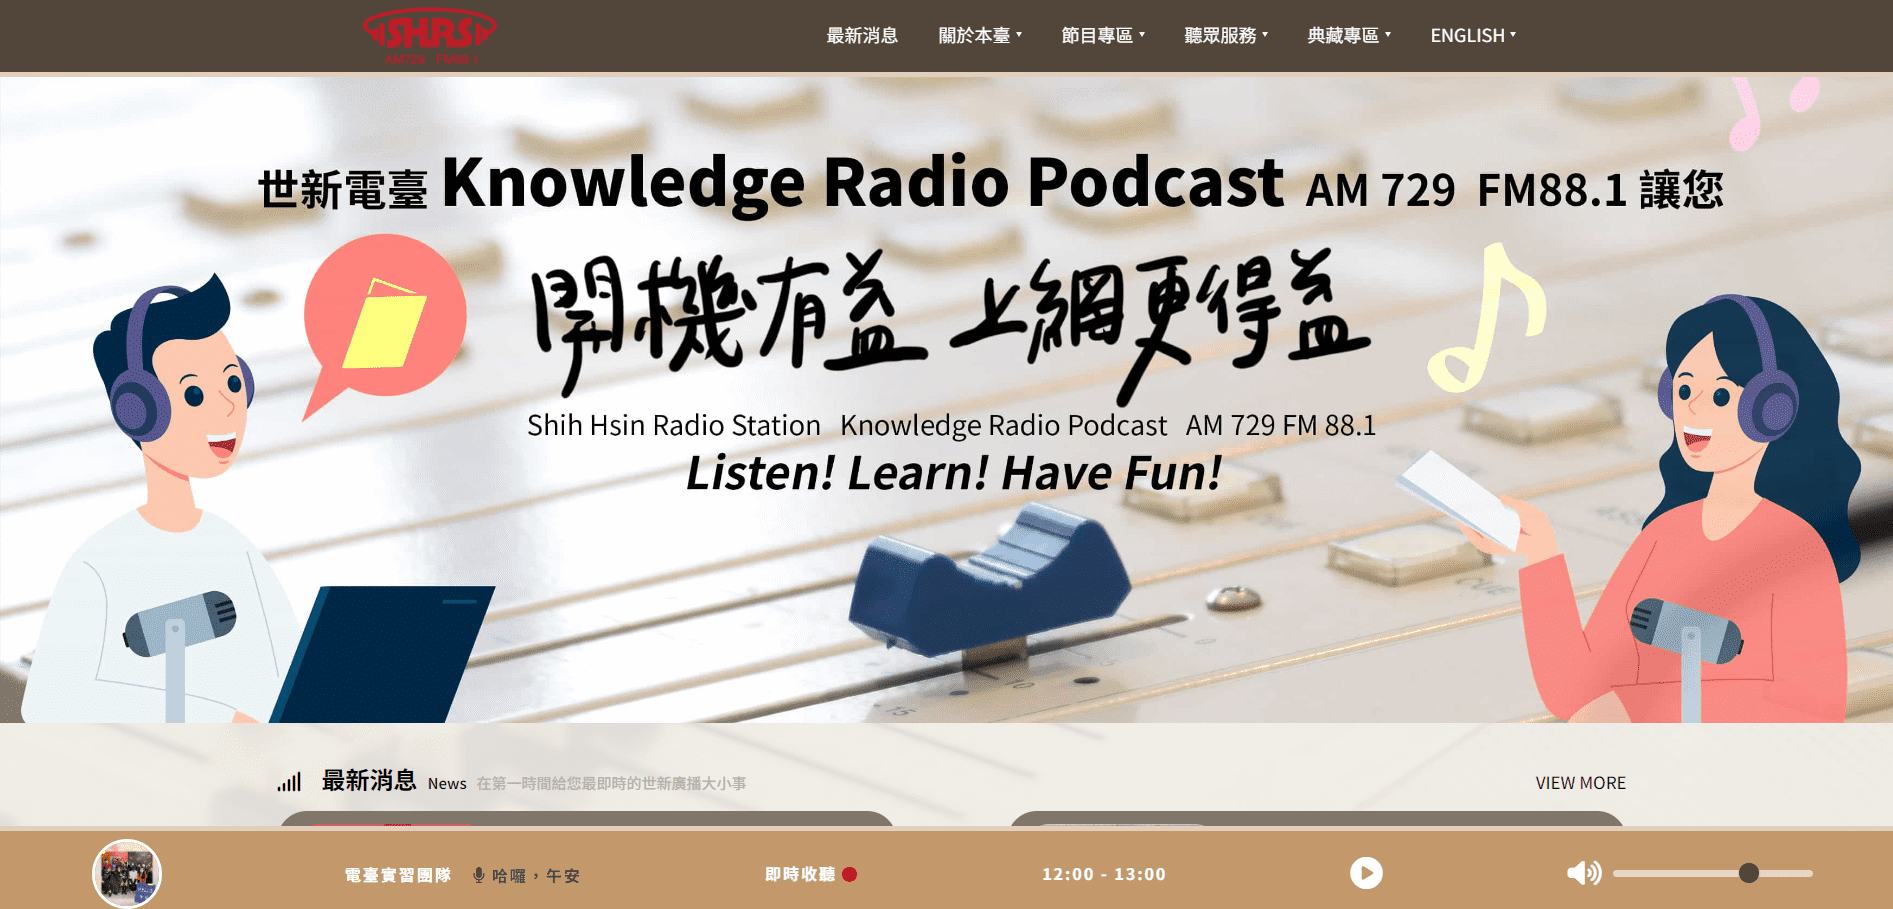 SHRS
AM729 FM88.1
最新消息 關於本臺 節目專區 聽眾服務 典藏專區 ENGLISH
世新電臺 Knowledge Radio Podcast AM 729 FM88.1 讓您
開機有益 上網更得益
Shih Hsin Radio Station Knowledge Radio Podcast AM 729 FM 88.1
Listen! Learn! Have Fun!
CUE
10
15
最新消息 News 在第一時間給您最即時的世新廣播大小事 VIEW MORE
電臺實習團隊 哈囉，午安 即時收聽 12:00 - 13:00